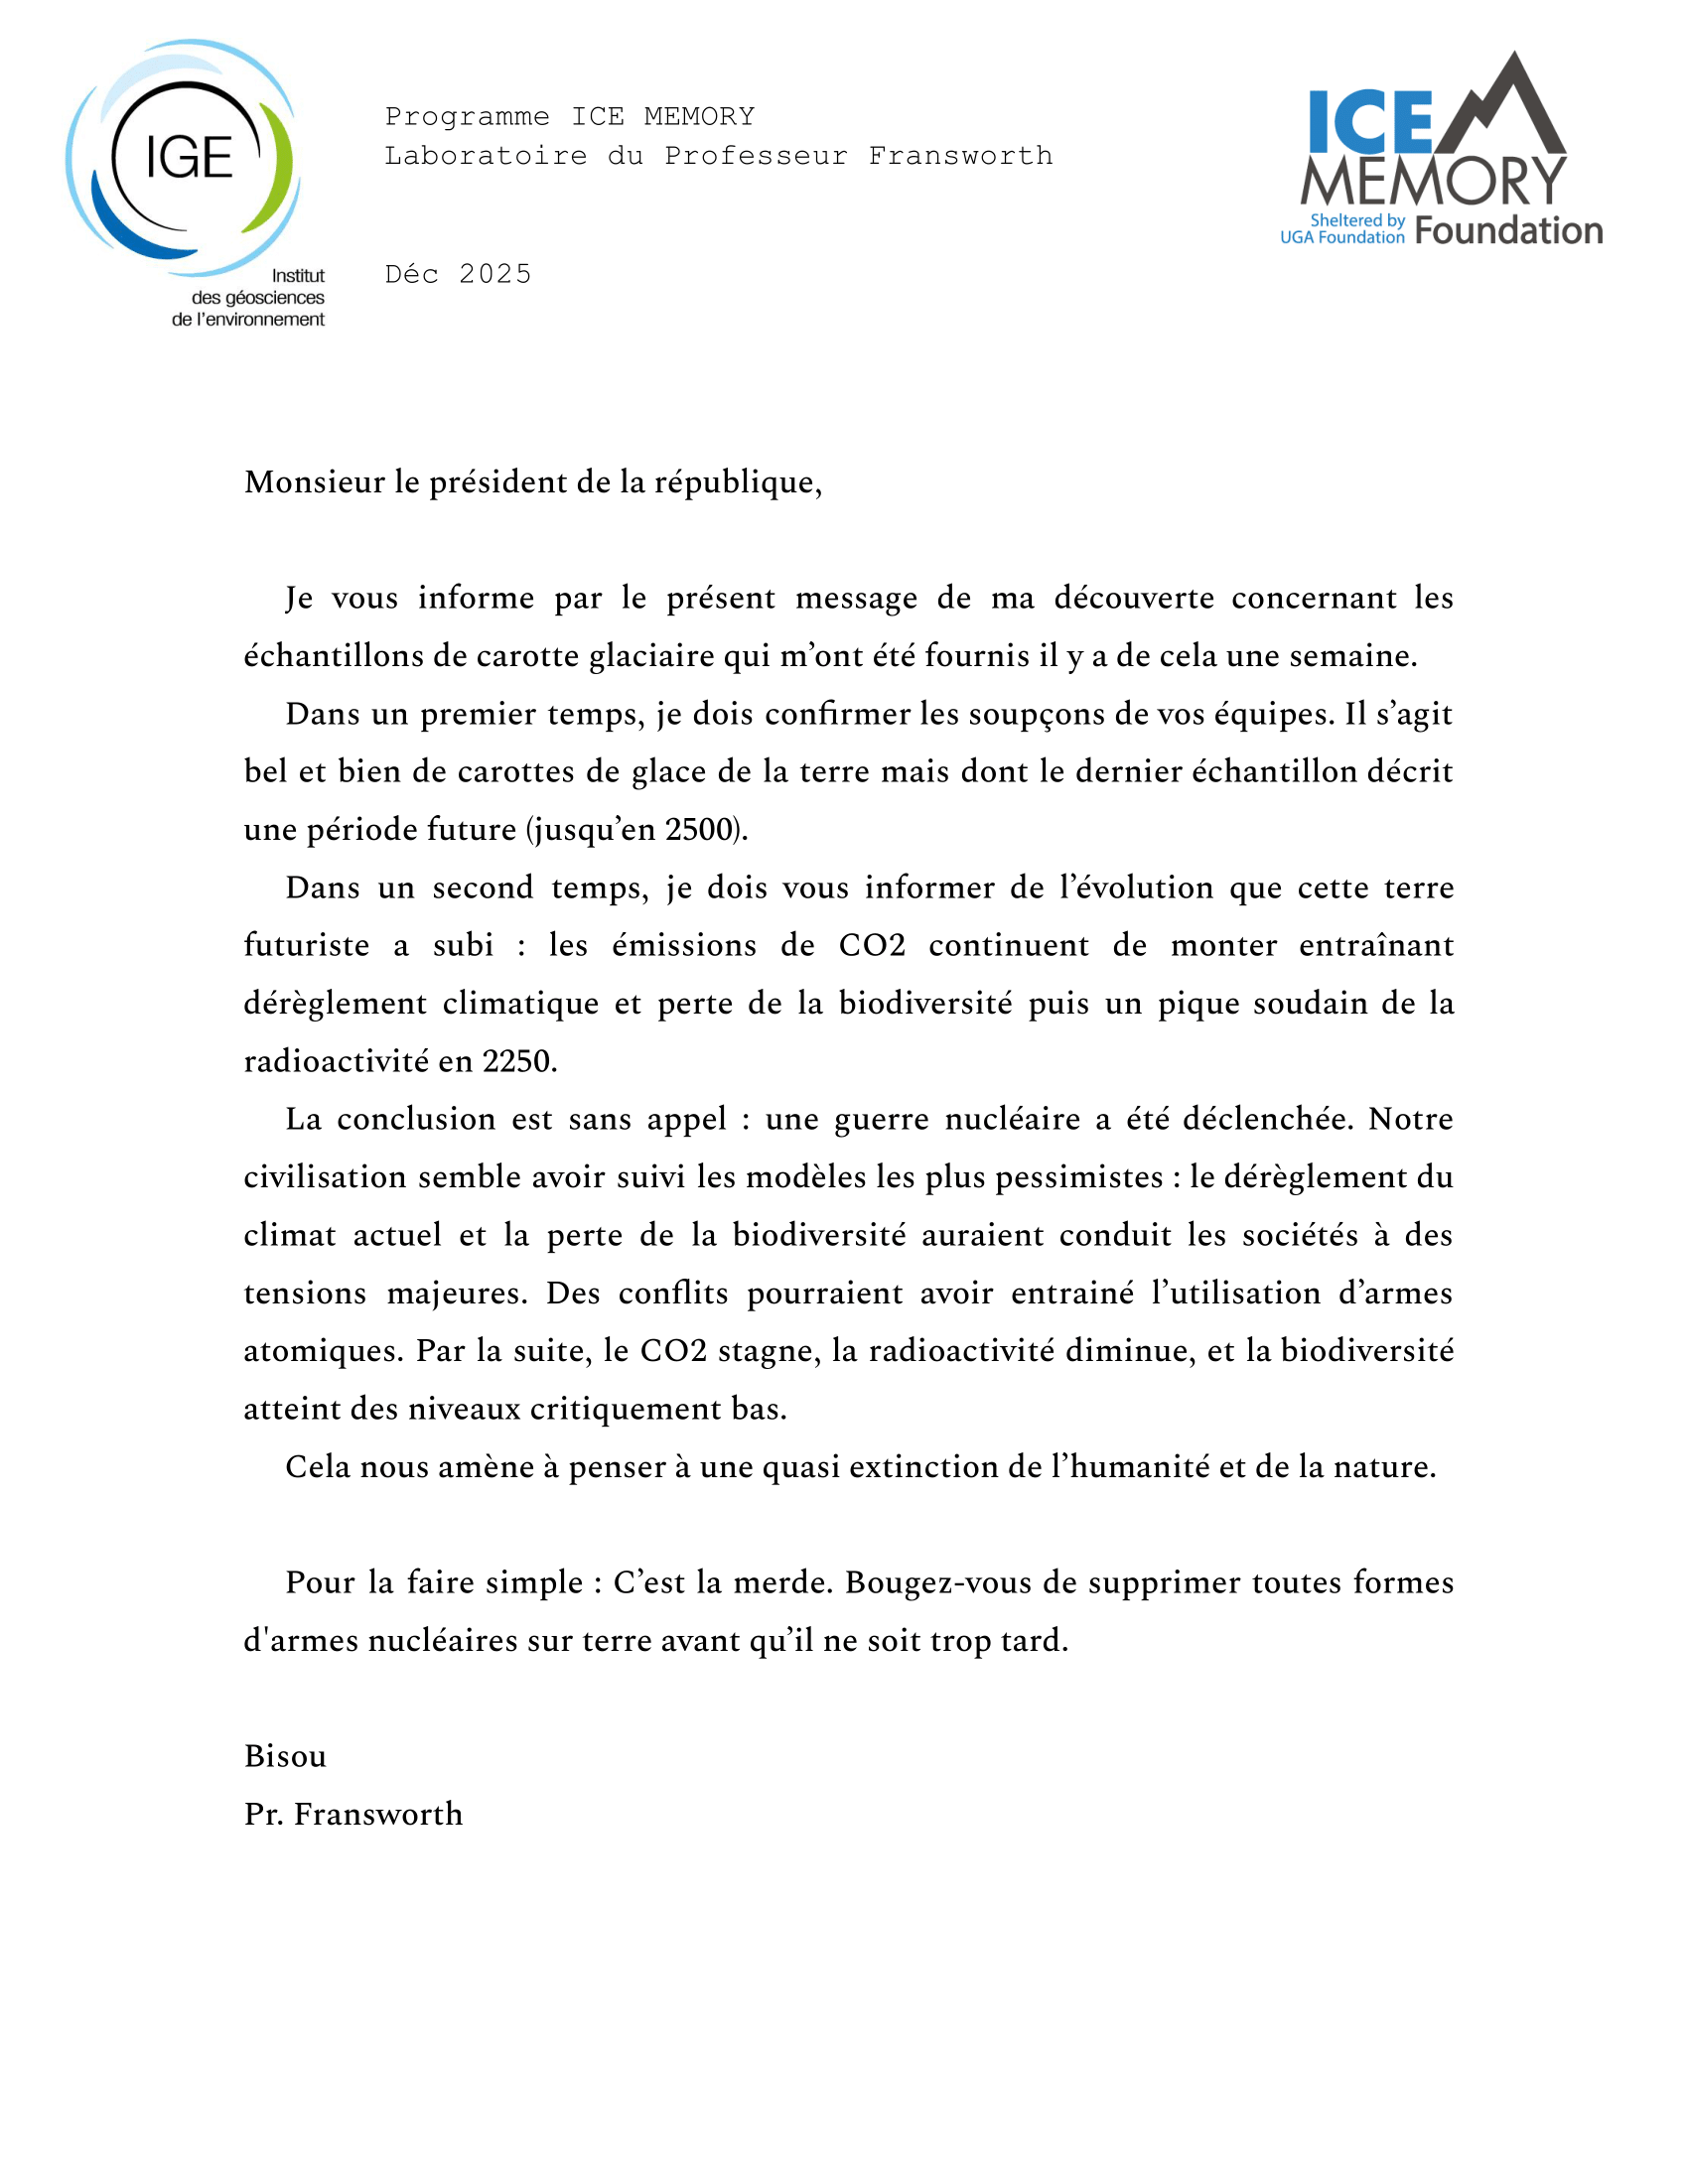 IGE
Institut
des géosciences
de l'environnement
Programme ICE MEMORY
Laboratoire du Professeur Fransworth
Déc 2025
ICE
MEMORY
Sheltered by
UGA Foundation Foundation
Monsieur le président de la république,
Je vous informe par le présent message de ma découverte concernant les
échantillons de carotte glaciaire qui m’ont été fournis il y a de cela une semaine.
Dans un premier temps, je dois confirmer les soupçons de vos équipes. Il s’agit
bel et bien de carottes de glace de la terre mais dont le dernier échantillon décrit
une période future (jusqu’en 2500).
Dans un second temps, je dois vous informer de l’évolution que cette terre
futuriste a subi : les émissions de CO2 continuent de monter entraînant
dérèglement climatique et perte de la biodiversité puis un pique soudain de la
radioactivité en 2250.
La conclusion est sans appel : une guerre nucléaire a été déclenchée. Notre
civilisation semble avoir suivi les modèles les plus pessimistes : le dérèglement du
climat actuel et la perte de la biodiversité auraient conduit les sociétés à des
tensions majeures. Des conflits pourraient avoir entrainé l’utilisation d’armes
atomiques. Par la suite, le CO2 stagne, la radioactivité diminue, et la biodiversité
atteint des niveaux critiquement bas.
Cela nous amène à penser à une quasi extinction de l’humanité et de la nature.
Pour la faire simple : C’est la merde. Bougez-vous de supprimer toutes formes
d'armes nucléaires sur terre avant qu’il ne soit trop tard.
Bisou
Pr. Fransworth